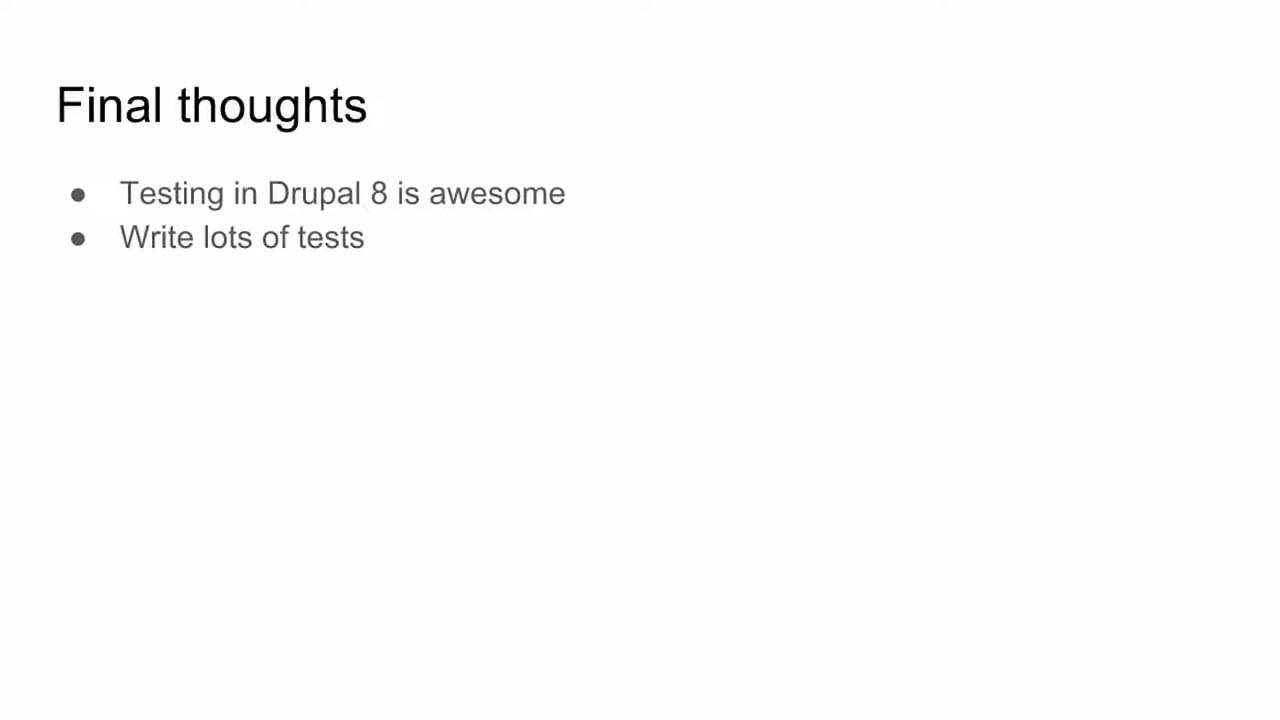 Final thoughts
● Testing in Drupal 8 is awesome
● Write lots of tests